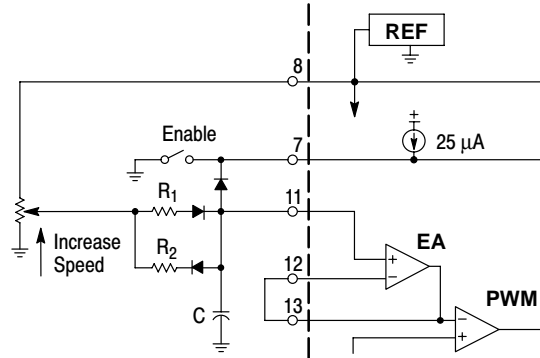 REF
8
Enable
7
25 μA
R1
11
Increase
Speed
R2
EA
12
13
PWM
C
+
−
−
+